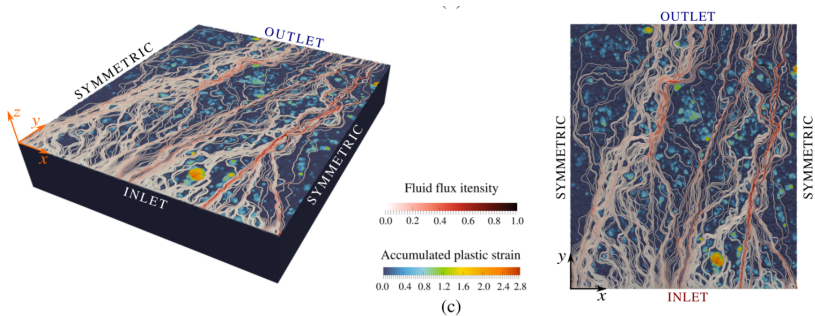 OUTLET
SYMMETRIC
z
y
x
SYMMETRIC
INLET
Fluid flux itensity
0.0 0.2 0.4 0.6 0.8 1.0
Accumulated plastic strain
0.0 0.4 0.8 1.2 1.6 2.0 2.4 2.8
(c)
OUTLET
SYMMETRIC
SYMMETRIC
y
x
INLET